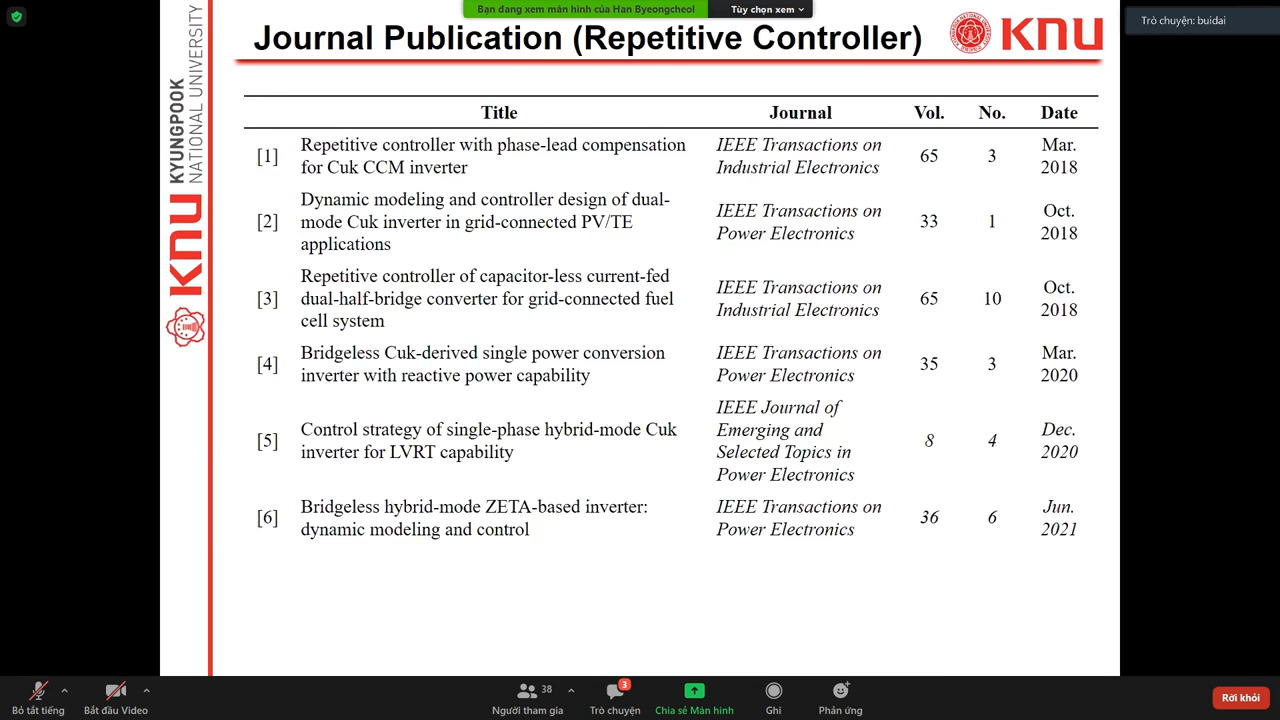 Bạn đang xem màn hình của Han Byeongcheol
Tùy chọn xem
Trò chuyện: buidai
Journal Publication (Repetitive Controller)
KNU
KYUNGPOOK
NATIONAL UNIVERSITY
KNU
Title Journal Vol. No. Date
[1] Repetitive controller with phase-lead compensation for Cuk CCM inverter IEEE Transactions on Industrial Electronics 65 3 Mar. 2018
[2] Dynamic modeling and controller design of dual-mode Cuk inverter in grid-connected PV/TE applications IEEE Transactions on Power Electronics 33 1 Oct. 2018
[3] Repetitive controller of capacitor-less current-fed dual-half-bridge converter for grid-connected fuel cell system IEEE Transactions on Industrial Electronics 65 10 Oct. 2018
[4] Bridgeless Cuk-derived single power conversion inverter with reactive power capability IEEE Transactions on Power Electronics 35 3 Mar. 2020
[5] Control strategy of single-phase hybrid-mode Cuk inverter for LVRT capability IEEE Journal of Emerging and Selected Topics in Power Electronics 8 4 Dec. 2020
[6] Bridgeless hybrid-mode ZETA-based inverter: dynamic modeling and control IEEE Transactions on Power Electronics 36 6 Jun. 2021
38
3
Bỏ tắt tiếng
Bắt đầu Video
Người tham gia
Trò chuyện
Chia sẻ Màn hình
Ghi
Phản ứng
Rời khỏi